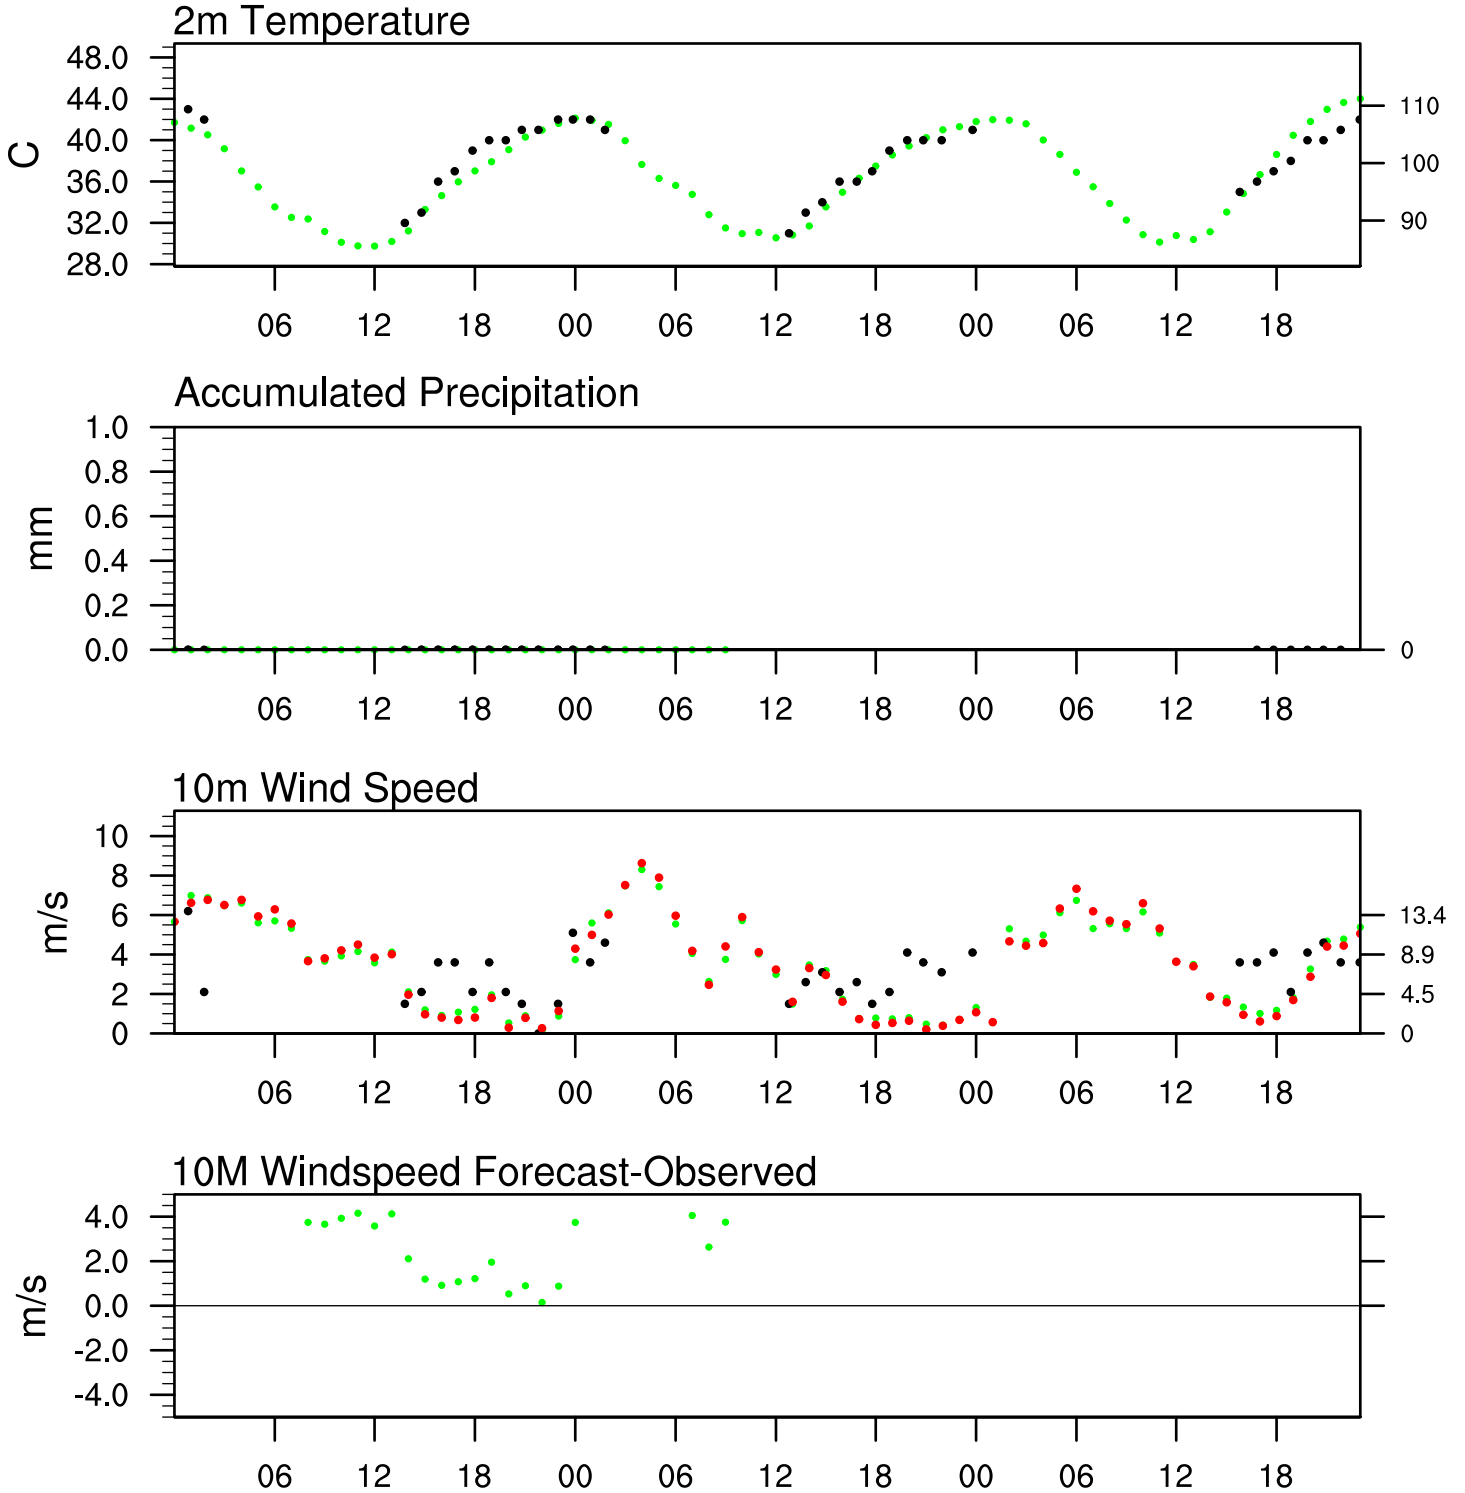 2m Temperature
48.0
44.0
40.0
36.0
32.0
28.0
C
110
100
90
06 12 18 00 06 12 18 00 06 12 18
Accumulated Precipitation
1.0
0.8
0.6
0.4
0.2
0.0
mm
0
06 12 18 00 06 12 18 00 06 12 18
10m Wind Speed
10
8
6
4
2
0
m/s
13.4
8.9
4.5
0
06 12 18 00 06 12 18 00 06 12 18
10M Windspeed Forecast-Observed
4.0
2.0
0.0
-2.0
-4.0
m/s
06 12 18 00 06 12 18 00 06 12 18